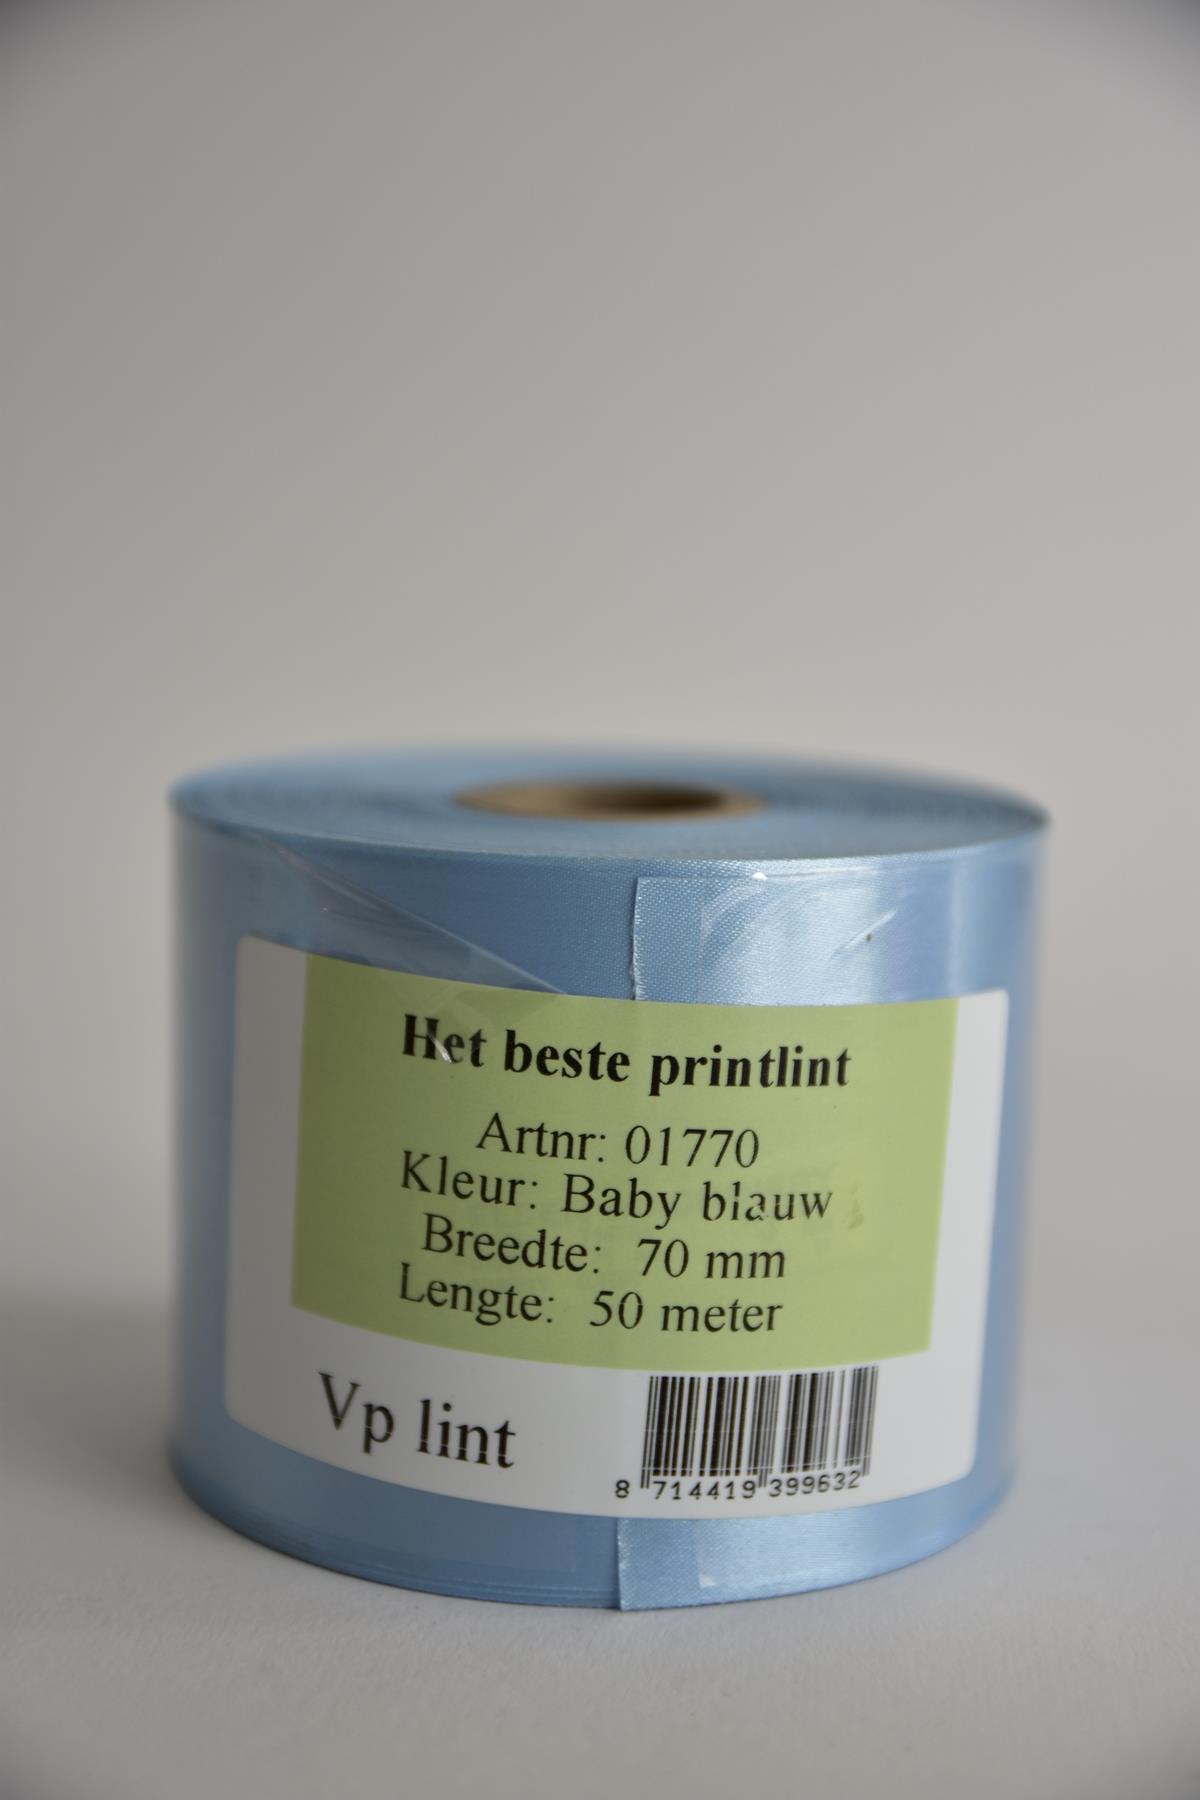 Het beste printlint
Artnr: 01770
Kleur: Baby blauw
Breedte: 70 mm
Lengte: 50 meter
Vp lint
8 714419 399632